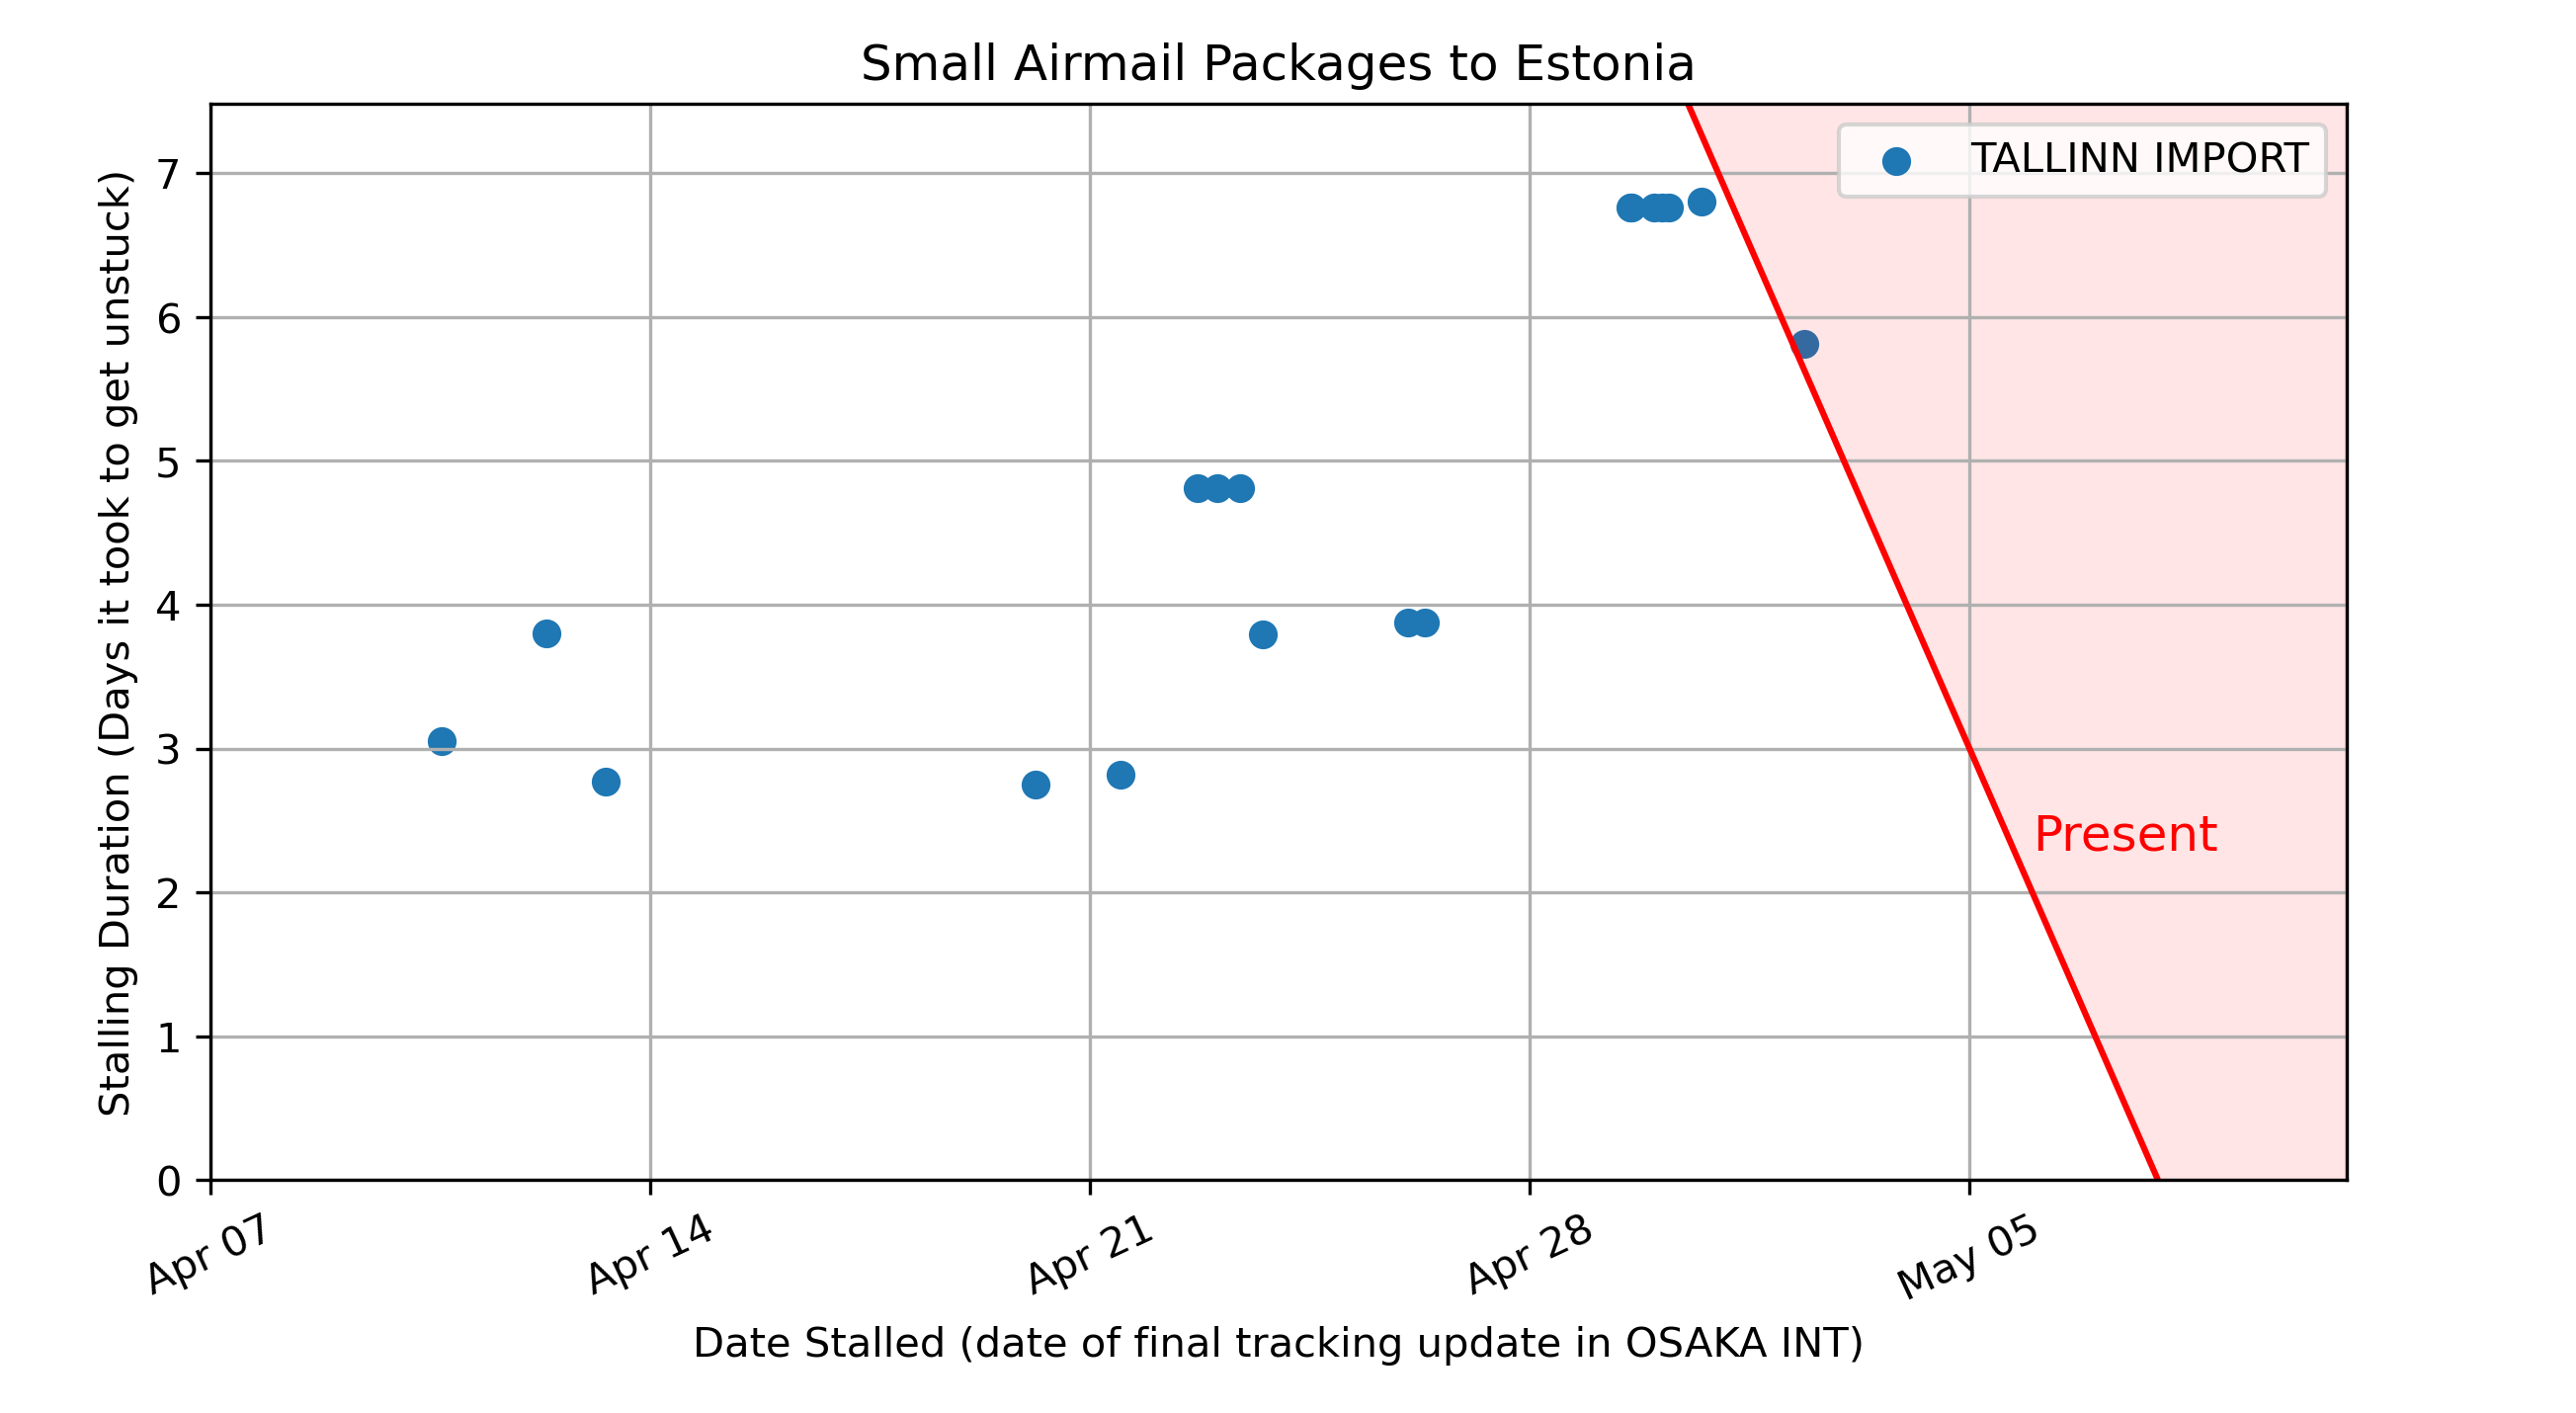 Small Airmail Packages to Estonia
TALLINN IMPORT
Stalling Duration (Days it took to get unstuck)
7
6
5
4
3
2
1
0
Present
Apr 07
Apr 14
Apr 21
Apr 28
May 05
Date Stalled (date of final tracking update in OSAKA INT)